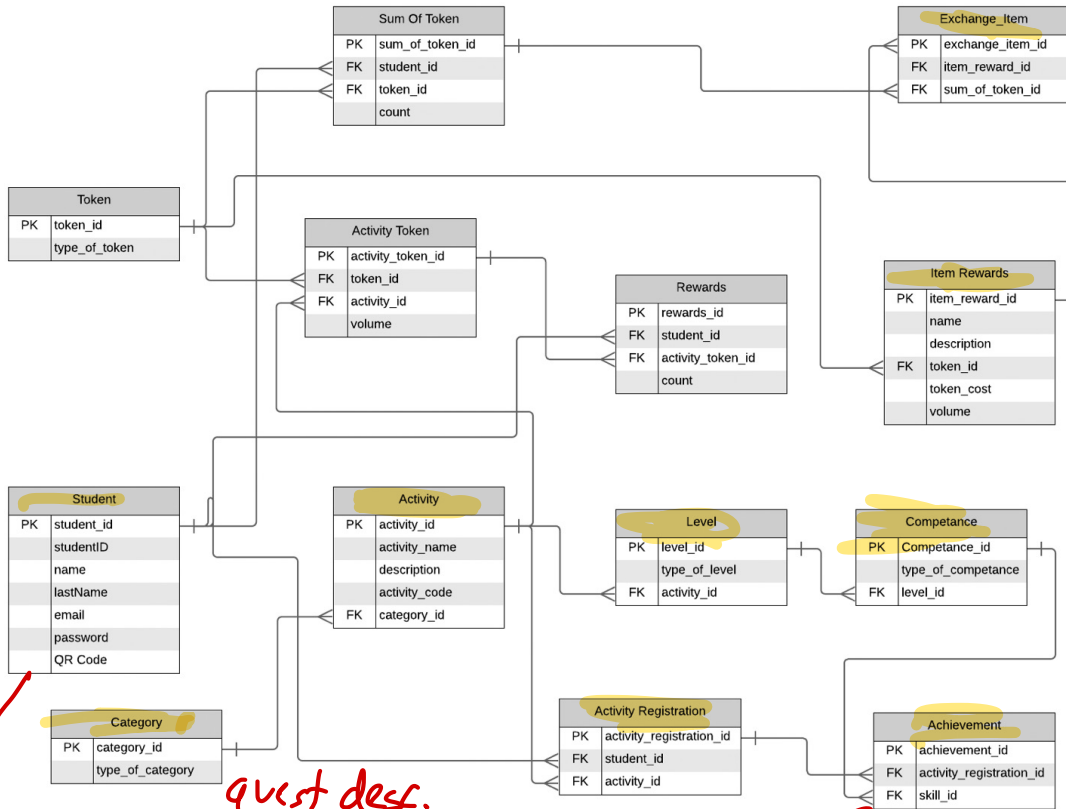 Sum Of Token
PK sum_of_token_id
FK student_id
FK token_id
count
Exchange_Item
PK exchange_item_id
FK item_reward_id
FK sum_of_token_id
Token
PK token_id
type_of_token
Activity Token
PK activity_token_id
FK token_id
FK activity_id
volume
Rewards
PK rewards_id
FK student_id
FK activity_token_id
count
Item Rewards
PK item_reward_id
name
description
FK token_id
token_cost
volume
Student
PK student_id
studentID
name
lastName
email
password
QR Code
Activity
PK activity_id
activity_name
description
activity_code
FK category_id
Level
PK level_id
type_of_level
FK activity_id
Competance
PK Competance_id
type_of_competance
FK level_id
Category
PK category_id
type_of_category
Activity Registration
PK activity_registration_id
FK student_id
FK activity_id
Achievement
PK achievement_id
FK activity_registration_id
FK skill_id
quest desc.